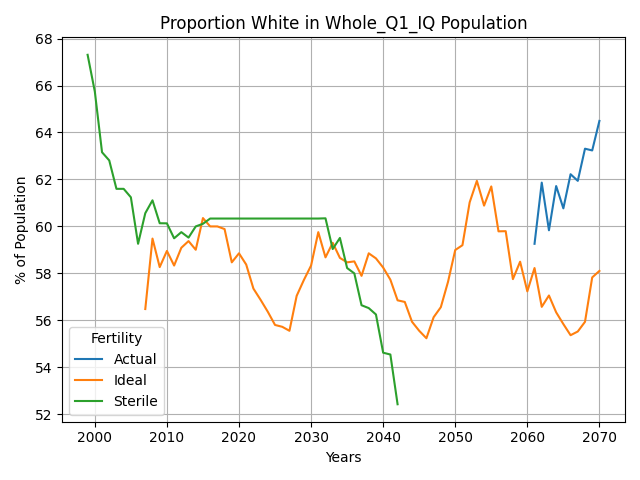 Proportion White in Whole_Q1_IQ Population
68
66
64
62
60
58
56
54
52
% of Population
Fertility
Actual
Ideal
Sterile
2000 2010 2020 2030 2040 2050 2060 2070
Years